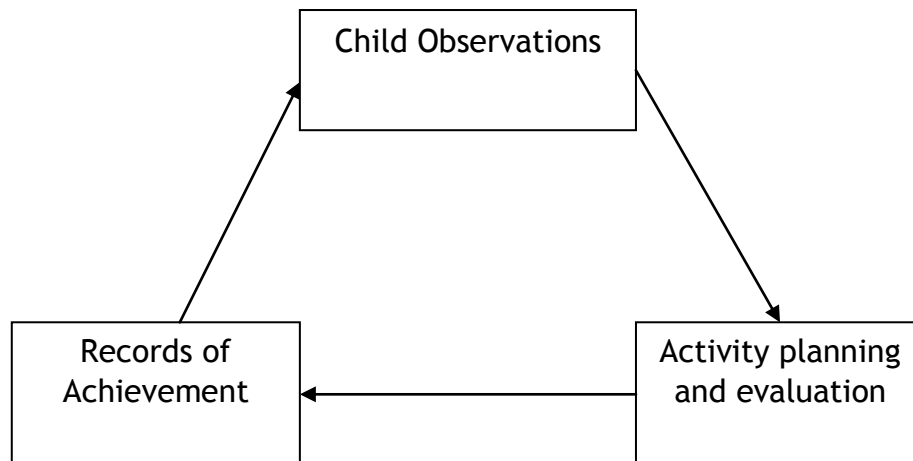 Child Observations
Records of
Achievement
Activity planning
and evaluation